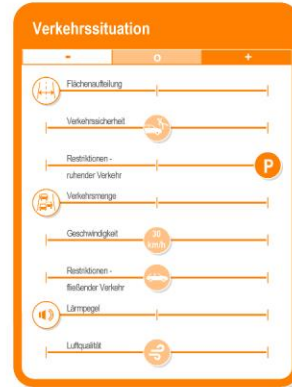 Verkehrssituation
- o +
Flächenaufteilung
Verkehrssicherheit
Restriktionen -
ruhender Verkehr
P
Verkehrsmenge
Geschwindigkeit
30
km/h
Restriktionen -
fließender Verkehr
Lärmpegel
Luftqualität